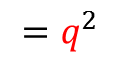 = q²